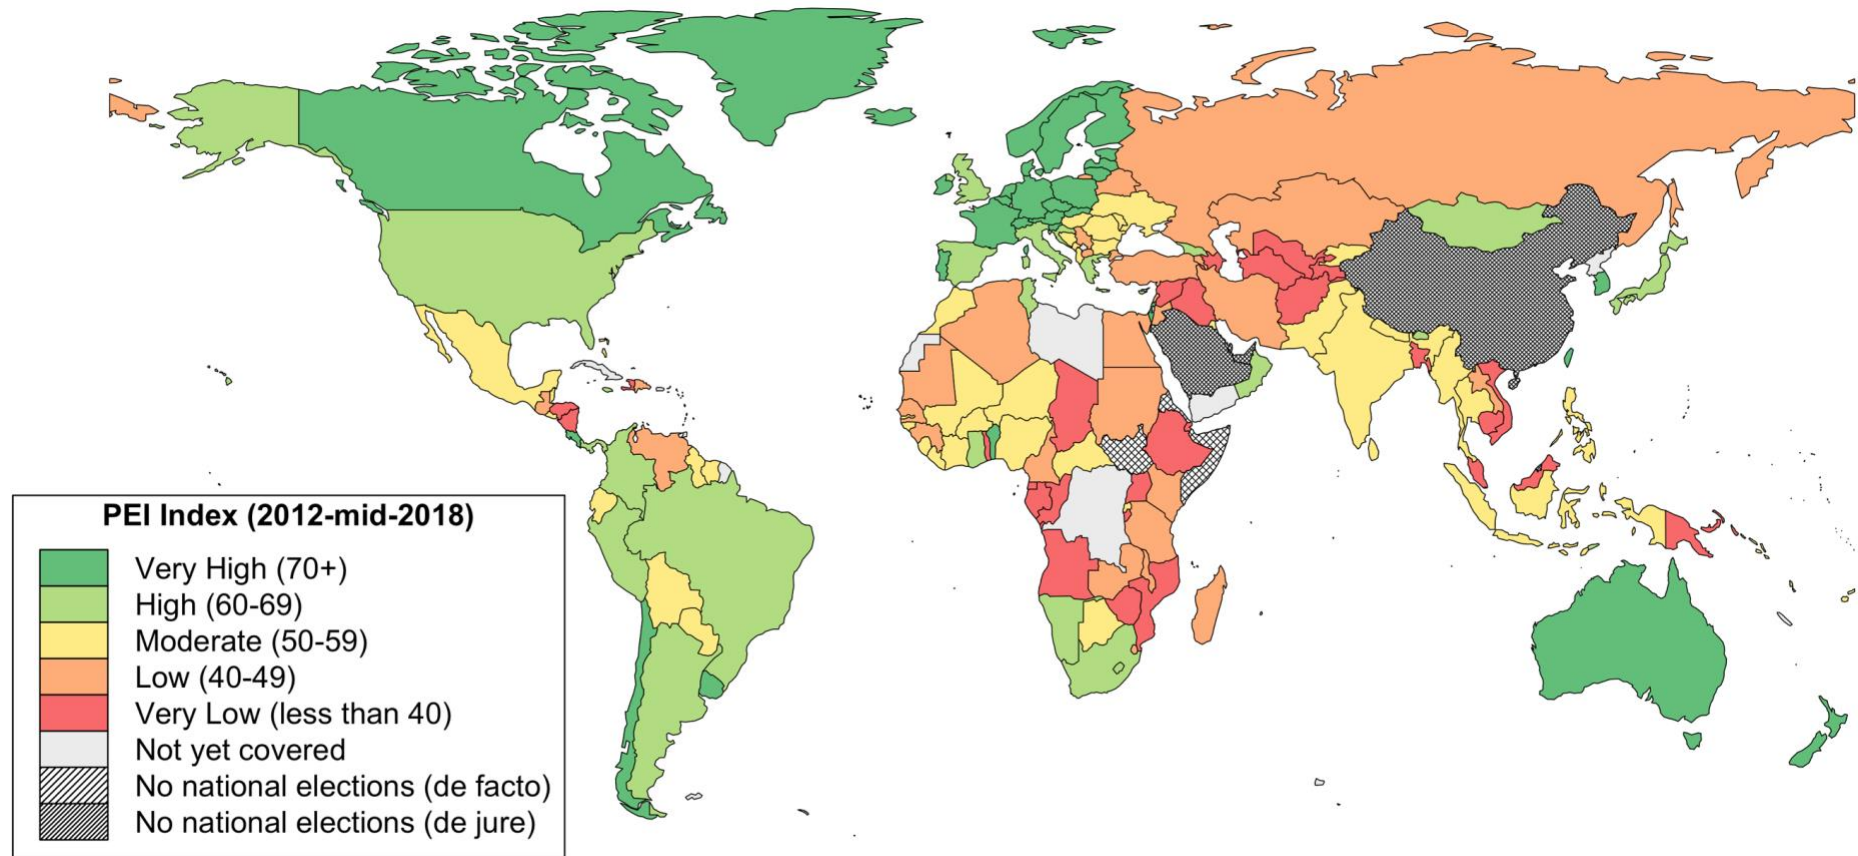 PEI Index (2012-mid-2018)
Very High (70+)
High (60-69)
Moderate (50-59)
Low (40-49)
Very Low (less than 40)
Not yet covered
No national elections (de facto)
No national elections (de jure)